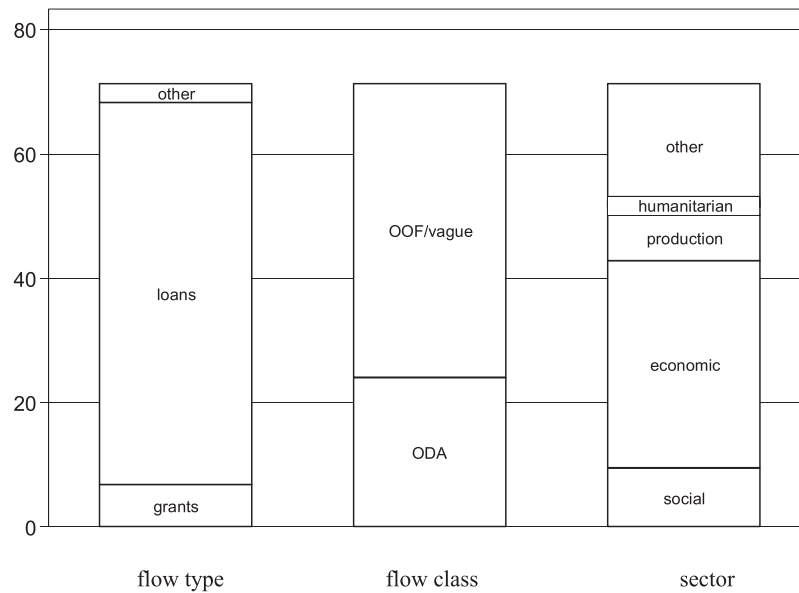 80
60
40
20
0
other
loans
grants
OOF/vague
ODA
other
humanitarian
production
economic
social
flow type
flow class
sector